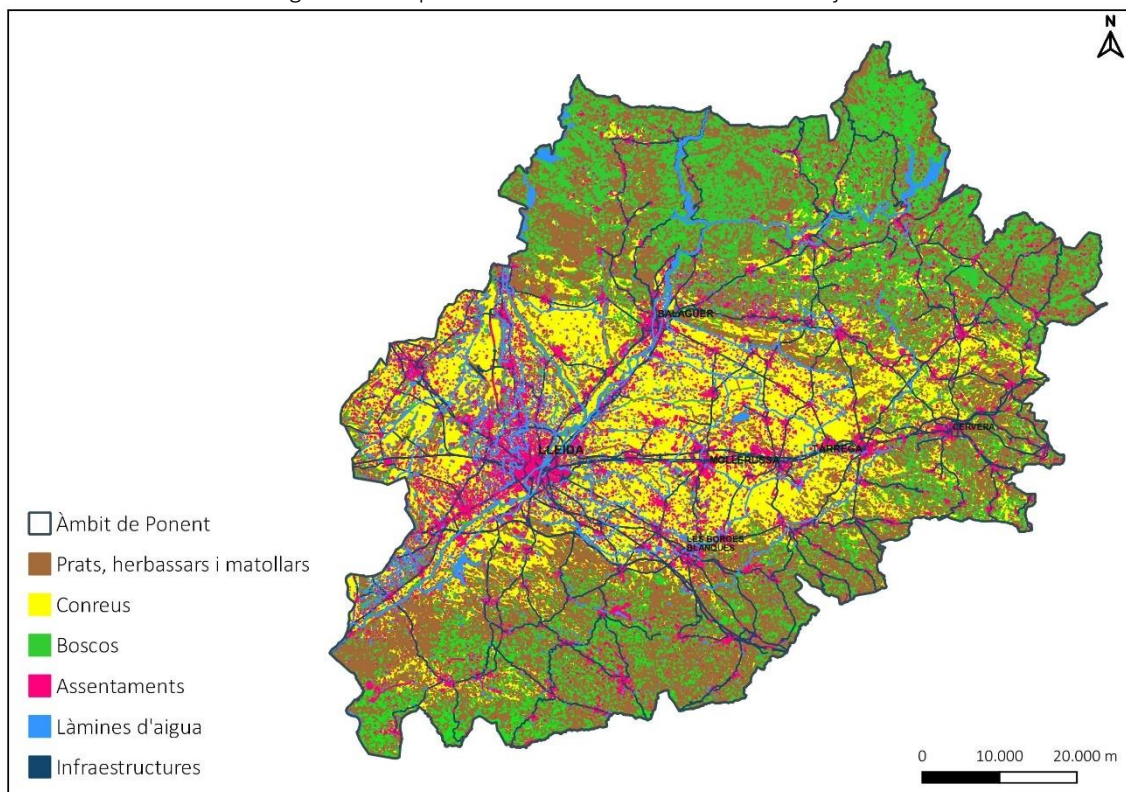 N
BALAGUER
CERVERA
LLEIDA
TÀRREGA
MOLLERUSSA
LES BORGES
BLANQUES
Àmbit de Ponent
Prats, herbassars i matollars
Conreus
Boscos
Assentaments
Làmines d'aigua
Infraestructures
0 10.000 20.000 m